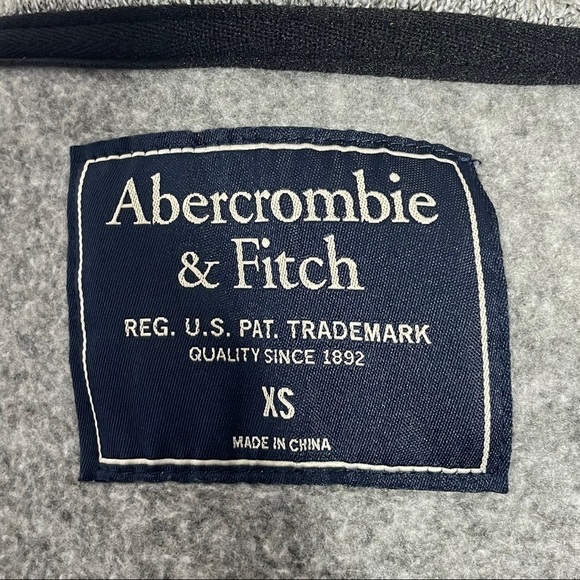 Abercrombie
& Fitch
REG. U.S. PAT. TRADEMARK
QUALITY SINCE 1892
XS
MADE IN CHINA